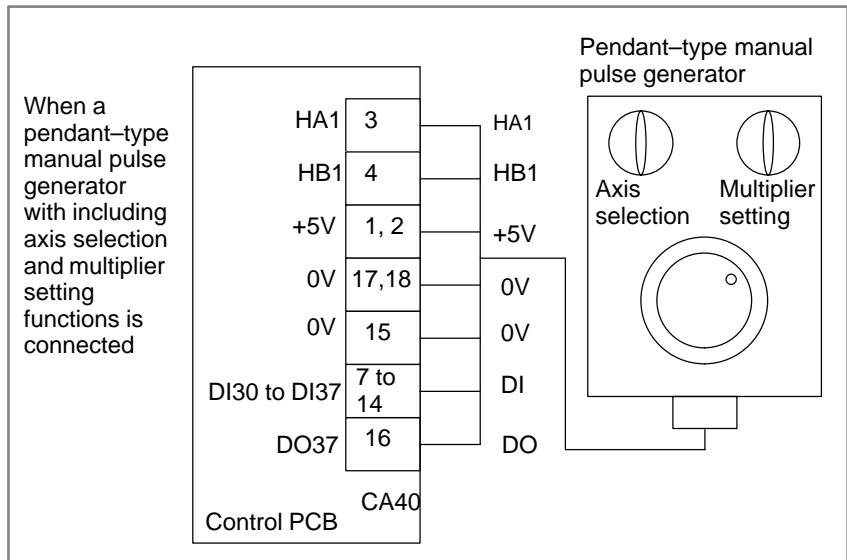 When a
pendant–type
manual pulse
generator
with including
axis selection
and multiplier
setting
functions is
connected
HA1 3 HA1
HB1 4 HB1
+5V 1, 2 +5V
0V 17,18 0V
0V 15 0V
DI30 to DI37 7 to
14 DI
DO37 16 DO
CA40
Control PCB
Pendant–type manual
pulse generator
Axis
selection
Multiplier
setting